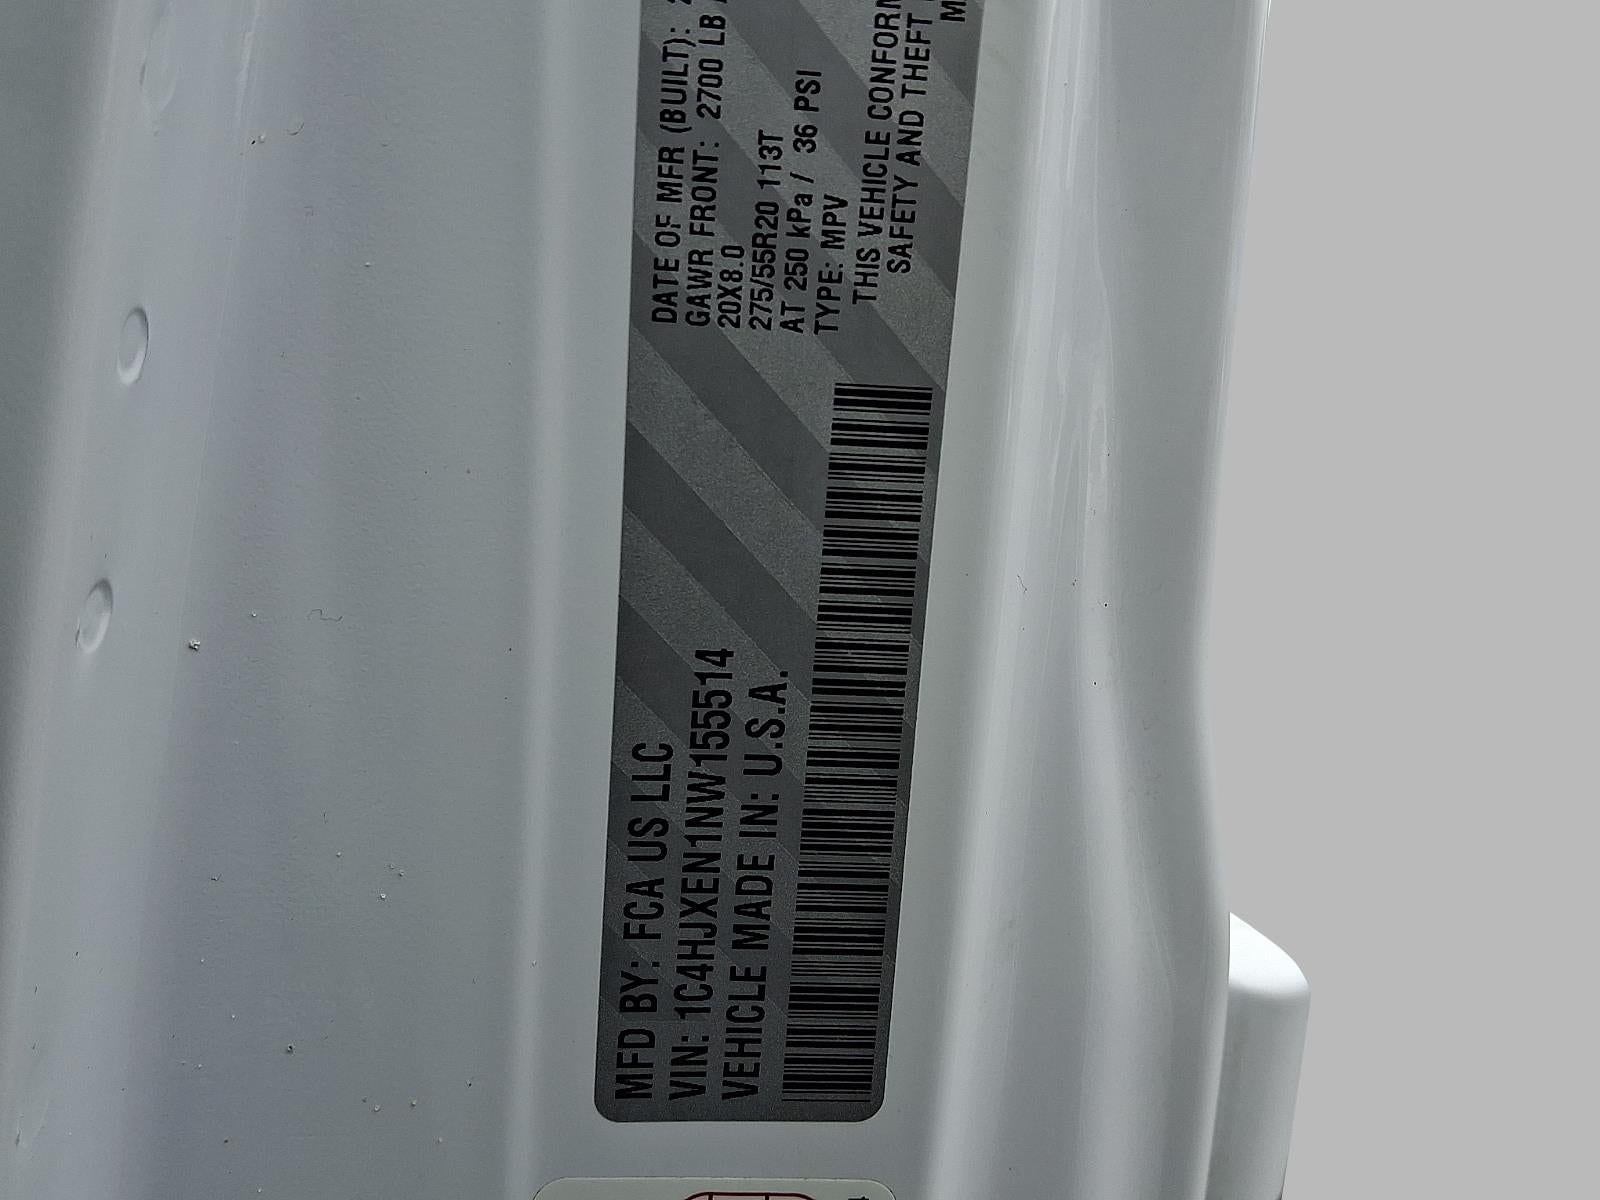 MFD BY: FCA US LLC
VIN: 1C4HJXEN1NW155514
VEHICLE MADE IN: U.S.A.
DATE OF MFR (BUILT):
GAWR FRONT: 2700 LB
20X8.0
275/55R20 113T
AT 250 kPa / 36 PSI
TYPE: MPV
THIS VEHICLE CONFORM
SAFETY AND THEFT